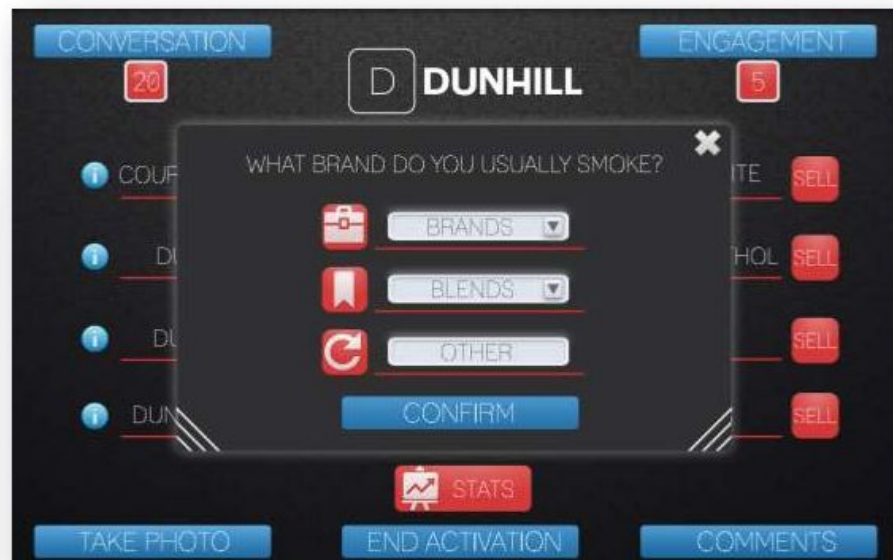 CONVERSATION
ENGAGEMENT
20
D DUNHILL
5
WHAT BRAND DO YOU USUALLY SMOKE?
SELL
BRANDS
SELL
BLENDS
SELL
OTHER
SELL
CONFIRM
STATS
TAKE PHOTO
END ACTIVATION
COMMENTS